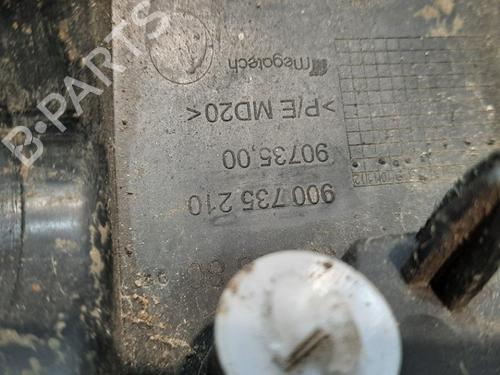 megatech
>P/E MD20<
90735,00
900 735 210
B-PARTS